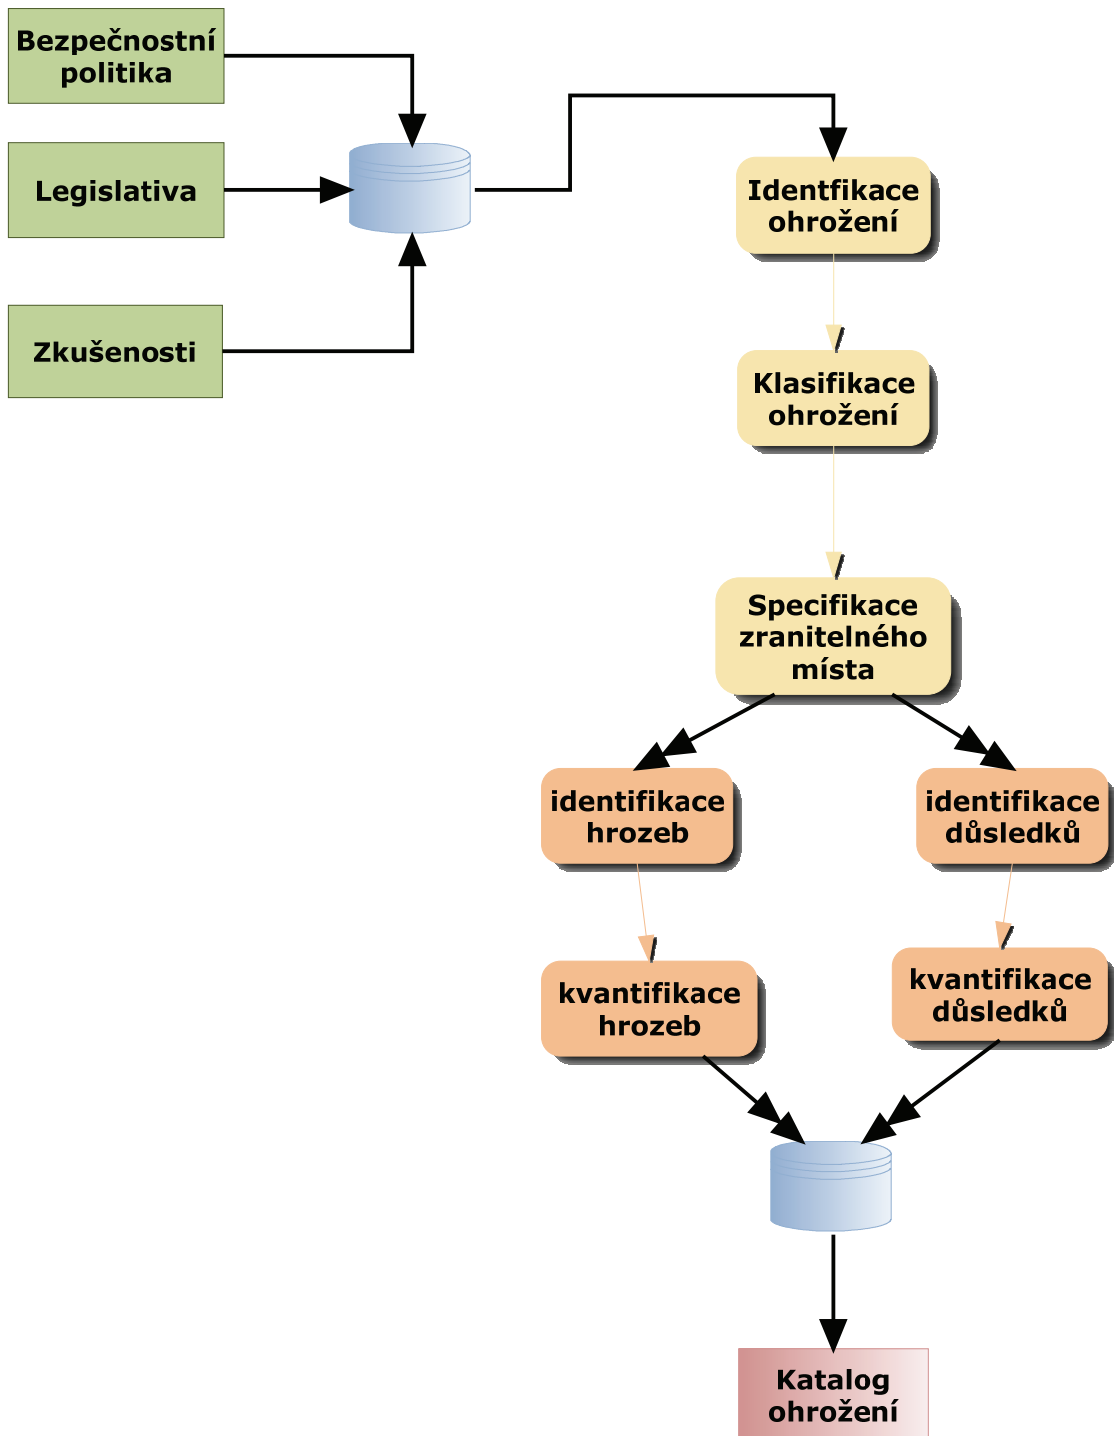 Bezpečnostní
politika
Legislativa
Zkušenosti
Identfikace
ohrožení
Klasifikace
ohrožení
Specifikace
zranitelného
místa
identifikace
hrozeb
identifikace
důsledků
kvantifikace
hrozeb
kvantifikace
důsledků
Katalog
ohrožení